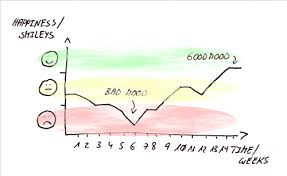 HAPPINESS/
SMILEYS
GOOD MOOD
BAD MOOD
1 2 3 4 5 6 7 8 9 10 11 12 13 14 TIME/
WEEKS